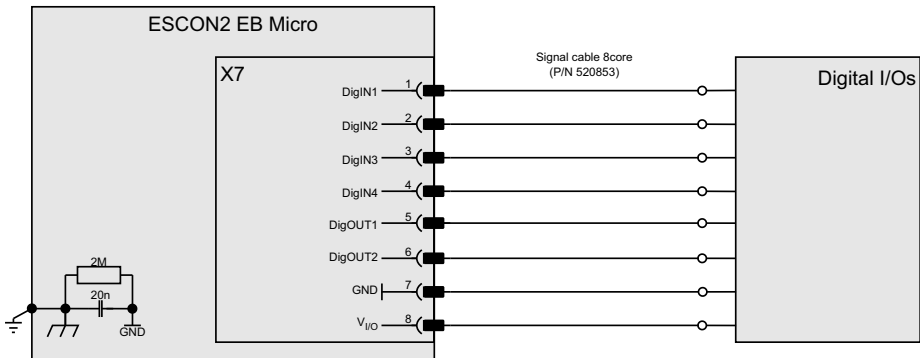 ESCON2 EB Micro
X7
Signal cable 8core
(P/N 520853)
Digital I/Os
DigIN1 1
DigIN2 2
DigIN3 3
DigIN4 4
DigOUT1 5
DigOUT2 6
GND 7
VI/O 8
2M
20n
GND